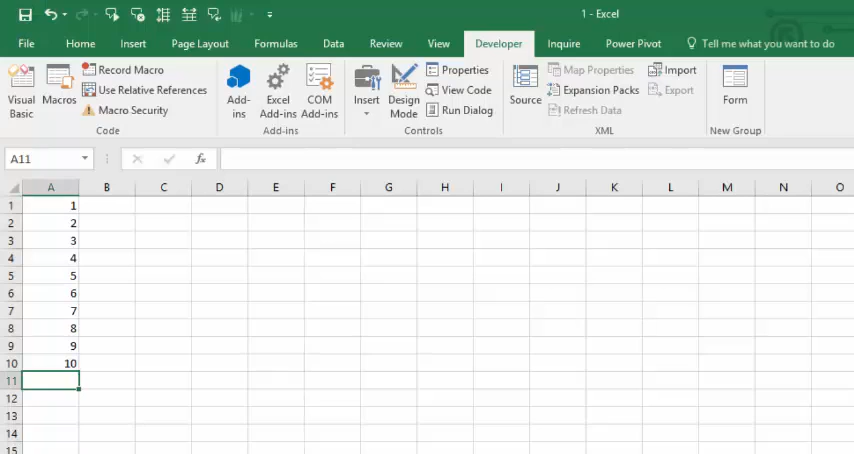 1 - Excel
File Home Insert Page Layout Formulas Data Review View Developer Inquire Power Pivot Tell me what you want to do
Visual Basic
Macros
Record Macro
Use Relative References
Macro Security
Code
Add-ins
Excel Add-ins
COM Add-ins
Add-ins
Insert
Design Mode
Properties
View Code
Run Dialog
Controls
Source
Map Properties
Expansion Packs
Refresh Data
Import
Export
XML
Form
New Group
A11 fx
A B C D E F G H I J K L M N O
1 1
2 2
3 3
4 4
5 5
6 6
7 7
8 8
9 9
10 10
11
12
13
14
15